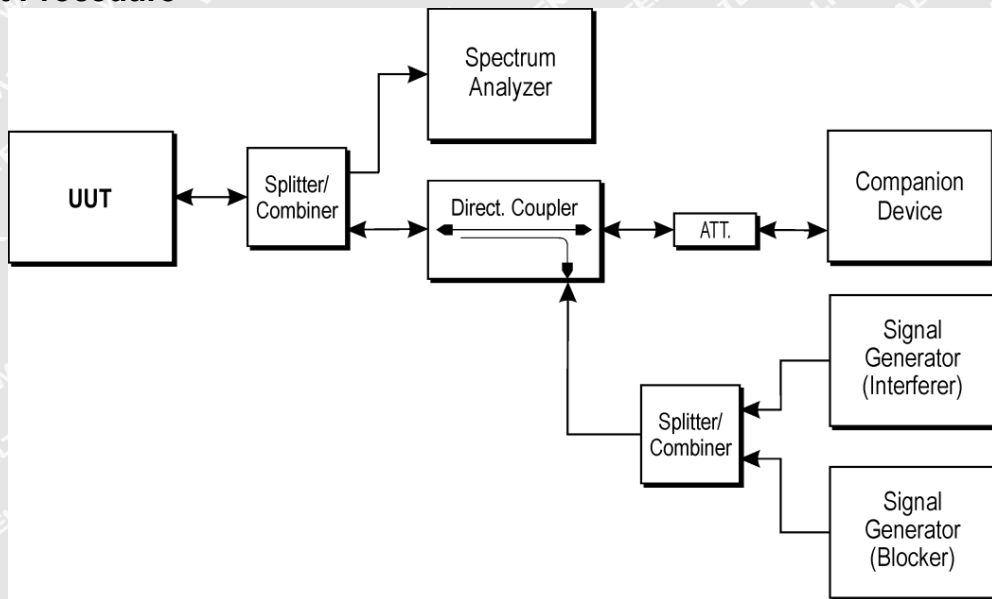 Spectrum
Analyzer
UUT
Splitter/
Combiner
Direct. Coupler
ATT.
Companion
Device
Signal
Generator
(Interferer)
Splitter/
Combiner
Signal
Generator
(Blocker)